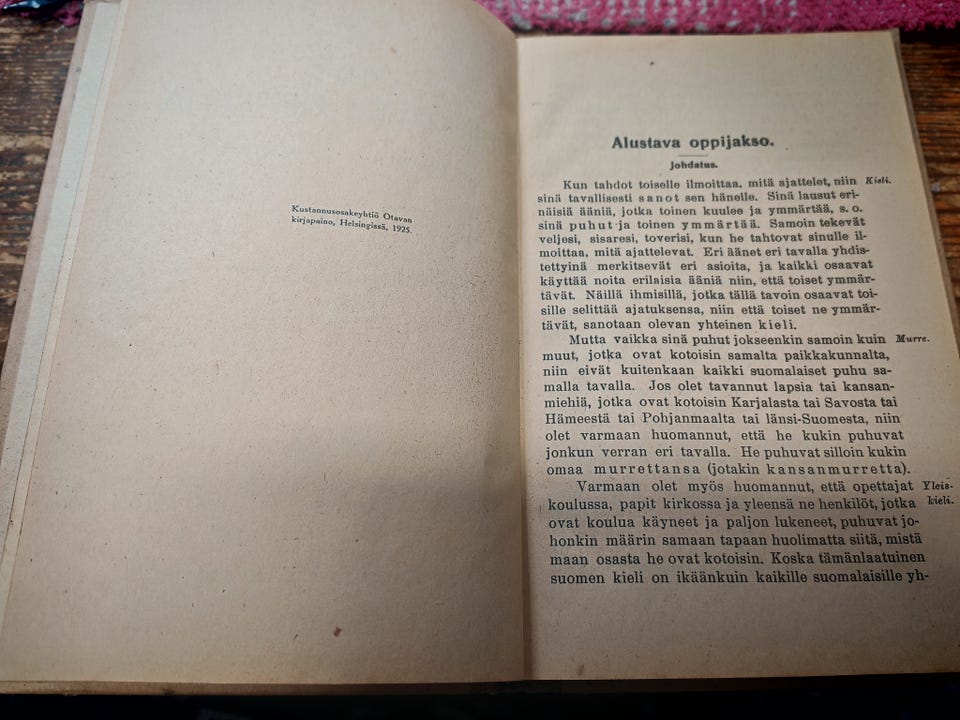 Kustannusosakeyhtiö Otavan
kirjapaino, Helsingissä, 1925.
Alustava oppijakso.
Johdatus.
Kun tahdot toiselle ilmoittaa, mitä ajattelet, niin Kieli.
sinä tavallisesti sanot sen hänelle. Sinä lausut eri-
näisiä ääniä, jotka toinen kuulee ja ymmärtää, s. o.
sinä puhut ja toinen ymmärtää. Samoin tekevät
veljesi, sisaresi, toverisi, kun he tahtovat sinulle il-
moittaa, mitä ajattelevat. Eri äänet eri tavalla yhdis-
tettyinä merkitsevät eri asioita, ja kaikki osaavat
käyttää noita erilaisia ääniä niin, että toiset ymmär-
tävät. Näillä ihmisillä, jotka tällä tavoin osaavat toi-
sille selittää ajatuksensa, niin että toiset ne ymmär-
tävät, sanotaan olevan yhteinen kieli.
Mutta vaikka sinä puhut jokseenkin samoin kuin Murre.
muut, jotka ovat kotoisin samalta paikkakunnalta,
niin eivät kuitenkaan kaikki suomalaiset puhu sa-
malla tavalla. Jos olet tavannut lapsia tai kansan-
miehiä, jotka ovat kotoisin Karjalasta tai Savosta tai
Hämeestä tai Pohjanmaalta tai länsi-Suomesta, niin
olet varmaan huomannut, että he kukin puhuvat
jonkun verran eri tavalla. He puhuvat silloin kukin
omaa murrettansa (jotakin kansanmurretta).
Varmaan olet myös huomannut, että opettajat Yleis-
koulussa, papit kirkossa ja yleensä ne henkilöt, jotka kieli.
ovat koulua käyneet ja paljon lukeneet, puhuvat jo-
honkin määrin samaan tapaan huolimatta siitä, mistä
maan osasta he ovat kotoisin. Koska tämänlaatuinen
suomen kieli on ikäänkuin kaikille suomalaisille yh-